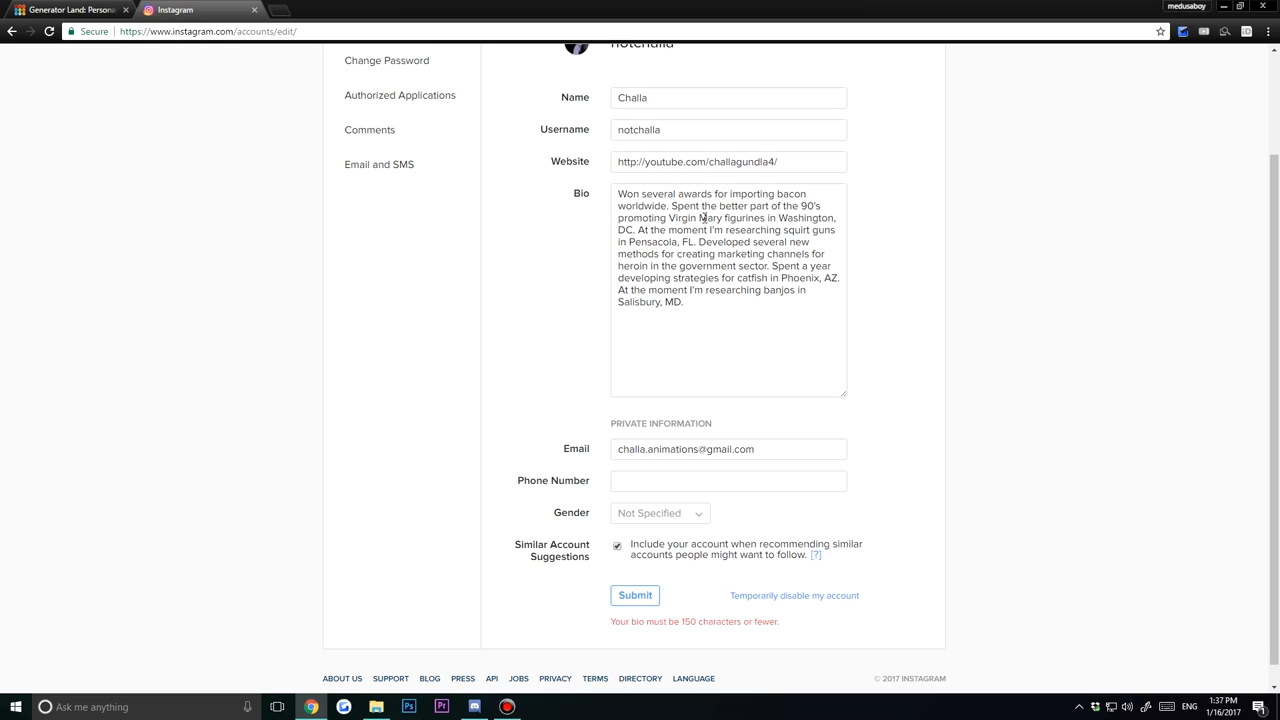 Generator Land: Persona
Instagram
medusaboy
Secure
https://www.instagram.com/accounts/edit/
notchalla
Change Password
Authorized Applications
Comments
Email and SMS
Name
Challa
Username
notchalla
Website
http://youtube.com/challagundla4/
Bio
Won several awards for importing bacon
worldwide. Spent the better part of the 90's
promoting Virgin Mary figurines in Washington,
DC. At the moment I'm researching squirt guns
in Pensacola, FL. Developed several new
methods for creating marketing channels for
heroin in the government sector. Spent a year
developing strategies for catfish in Phoenix, AZ.
At the moment I'm researching banjos in
Salisbury, MD.
PRIVATE INFORMATION
Email
challa.animations@gmail.com
Phone Number
Gender
Not Specified
Similar Account
Suggestions
Include your account when recommending similar
accounts people might want to follow. [?]
Submit
Temporarily disable my account
Your bio must be 150 characters or fewer.
ABOUT US SUPPORT BLOG PRESS API JOBS PRIVACY TERMS DIRECTORY LANGUAGE
© 2017 INSTAGRAM
Ask me anything
Ps
Pr
ENG
1:37 PM
1/16/2017